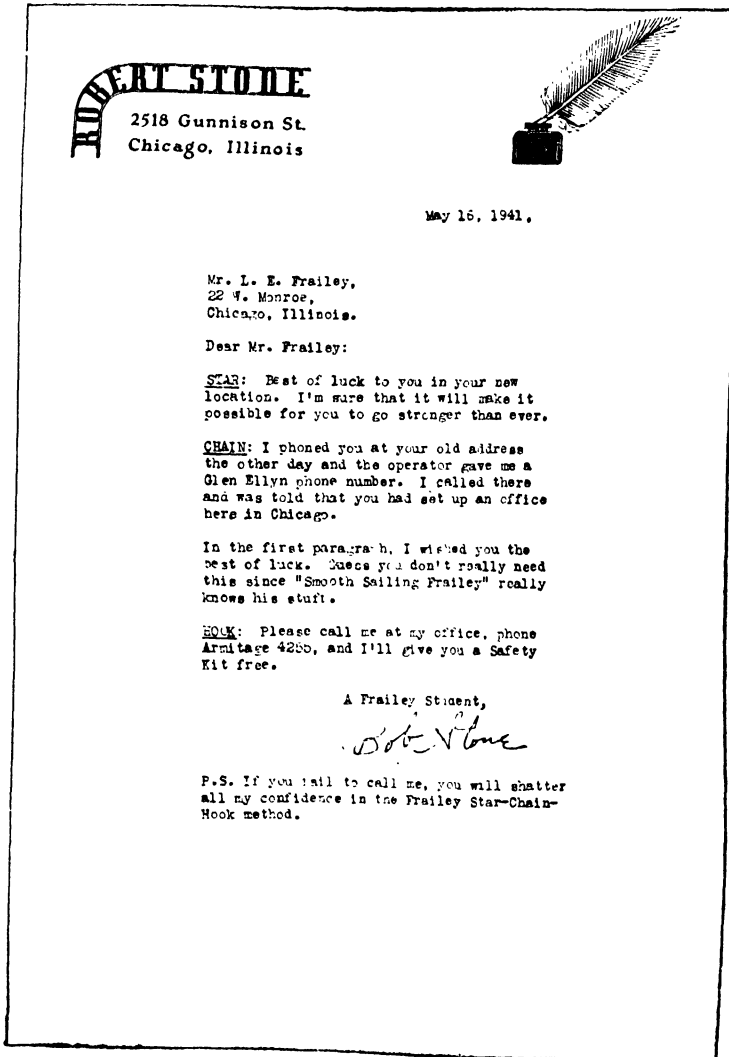 ROBERT STONE
2518 Gunnison St.
Chicago, Illinois
May 16, 1941.
Mr. L. E. Frailey,
22 W. Monroe,
Chicago, Illinois.
Dear Mr. Frailey:
STAR: Best of luck to you in your new
location. I'm sure that it will make it
possible for you to go stronger than ever.
CHAIN: I phoned you at your old address
the other day and the operator gave me a
Glen Ellyn phone number. I called there
and was told that you had set up an office
here in Chicago.
In the first paragraph, I wished you the
best of luck. Guess you don't really need
this since "Smooth Sailing Frailey" really
knows his stuff.
HOOK: Please call me at my office, phone
Armitage and I'll give you a Safety
Kit free.
A Frailey Student,
Bob Stone
P.S. If you fail to call me, you will shatter
all my confidence in the Frailey Star-Chain-
Hook method.